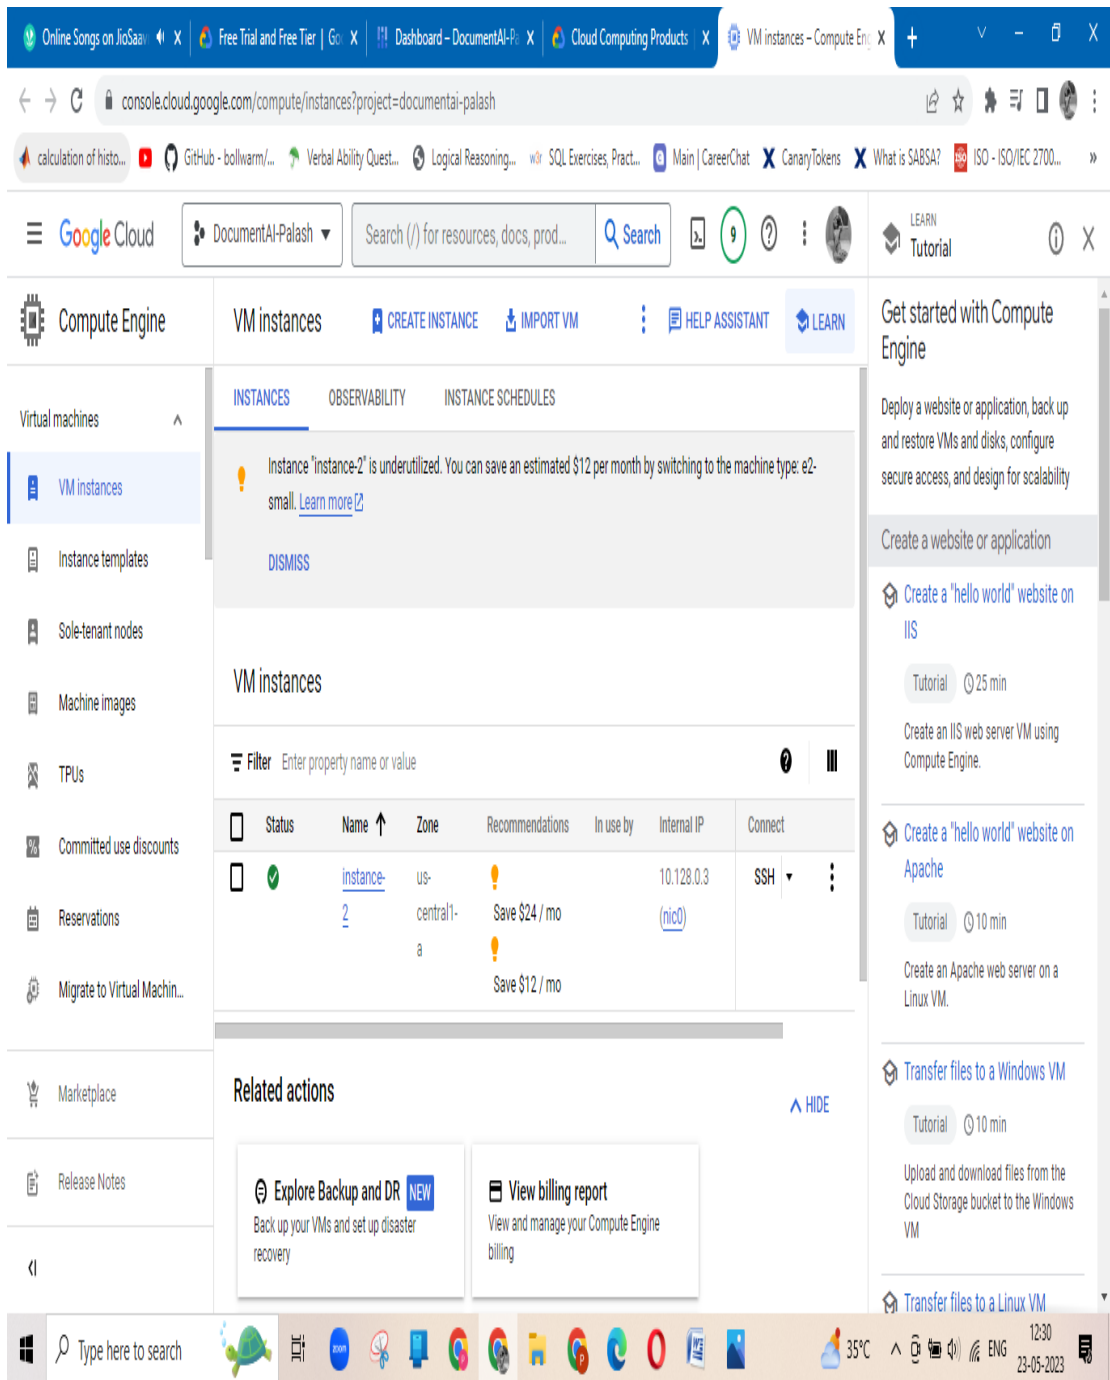 Online Songs on JioSaav
Free Trial and Free Tier | Go
Dashboard – DocumentAI-Pa
Cloud Computing Products
VM instances – Compute Eng
console.cloud.google.com/compute/instances?project=documentai-palash
calculation of histo...
GitHub - bollwarm/...
Verbal Ability Quest...
Logical Reasoning...
w3r SQL Exercises, Pract...
Main | CareerChat
CanaryTokens
What is SABSA?
ISO - ISO/IEC 2700...
»
Google Cloud
DocumentAI-Palash
Search (/) for resources, docs, prod...
Search
9
LEARN
Tutorial
Compute Engine
VM instances
CREATE INSTANCE
IMPORT VM
HELP ASSISTANT
LEARN
Virtual machines
VM instances
Instance templates
Sole-tenant nodes
Machine images
TPUs
Committed use discounts
Reservations
Migrate to Virtual Machin...
Marketplace
Release Notes
INSTANCES
OBSERVABILITY
INSTANCE SCHEDULES
Instance "instance-2" is underutilized. You can save an estimated $12 per month by switching to the machine type: e2-
small. Learn more
DISMISS
VM instances
Filter Enter property name or value
Status Name Zone Recommendations In use by Internal IP Connect
instance- us- 10.128.0.3 SSH
2 central1- Save $24 / mo (nic0)
a
Save $12 / mo
Related actions
HIDE
Explore Backup and DR NEW
Back up your VMs and set up disaster
recovery
View billing report
View and manage your Compute Engine
billing
Get started with Compute
Engine
Deploy a website or application, back up
and restore VMs and disks, configure
secure access, and design for scalability
Create a website or application
Create a "hello world" website on
IIS
Tutorial 25 min
Create an IIS web server VM using
Compute Engine.
Create a "hello world" website on
Apache
Tutorial 10 min
Create an Apache web server on a
Linux VM.
Transfer files to a Windows VM
Tutorial 10 min
Upload and download files from the
Cloud Storage bucket to the Windows
VM
Transfer files to a Linux VM
Type here to search
zoom
35°C
ENG
12:30
23-05-2023